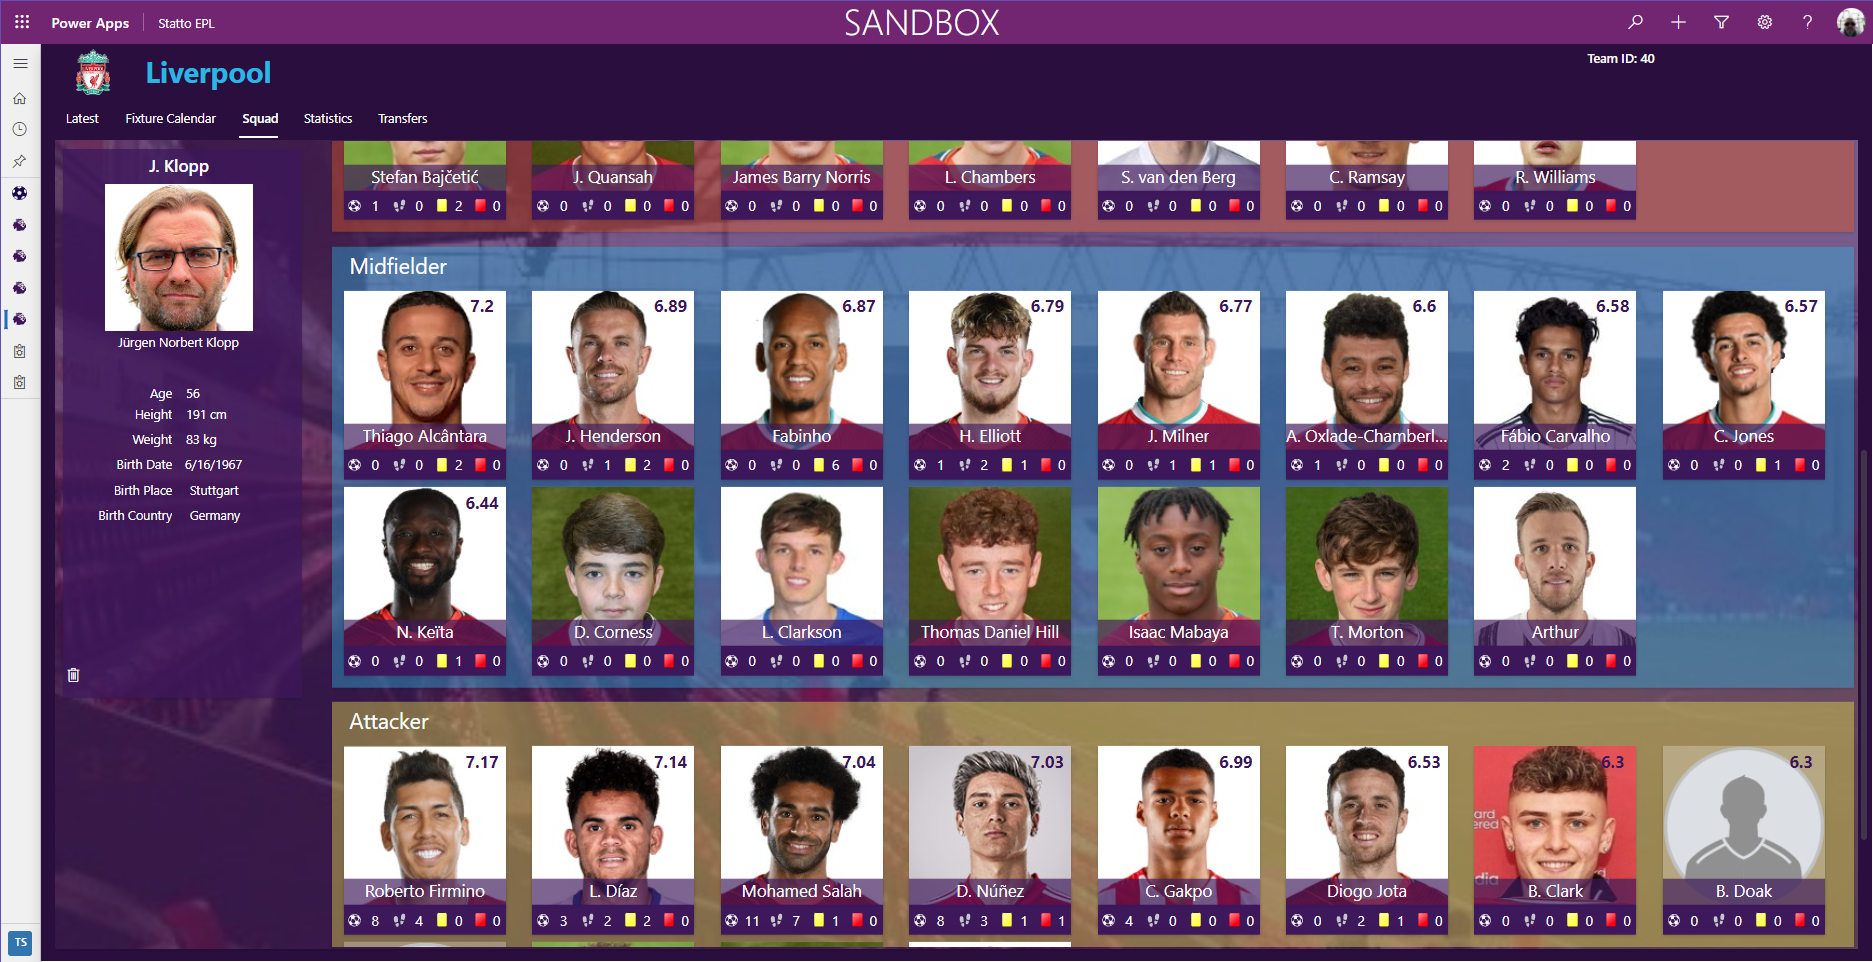 Power Apps
Statto EPL
SANDBOX
Liverpool
Team ID: 40
Latest
Fixture Calendar
Squad
Statistics
Transfers
J. Klopp
Jürgen Norbert Klopp
Age 56
Height 191 cm
Weight 83 kg
Birth Date 6/16/1967
Birth Place Stuttgart
Birth Country Germany
TS
Stefan Bajčetić
1 0 2 0
J. Quansah
0 0 0 0
James Barry Norris
0 0 0 0
L. Chambers
0 0 0 0
S. van den Berg
0 0 0 0
C. Ramsay
0 0 0 0
R. Williams
0 0 0 0
Midfielder
7.2
Thiago Alcântara
0 0 2 0
6.89
J. Henderson
0 1 2 0
6.87
Fabinho
0 0 6 0
6.79
H. Elliott
1 2 1 0
6.77
J. Milner
0 1 1 0
6.6
A. Oxlade-Chamberl...
1 0 0 0
6.58
Fábio Carvalho
2 0 0 0
6.57
C. Jones
0 0 1 0
6.44
N. Keïta
0 0 1 0
D. Corness
0 0 0 0
L. Clarkson
0 0 0 0
Thomas Daniel Hill
0 0 0 0
Isaac Mabaya
0 0 0 0
T. Morton
0 0 0 0
Arthur
0 0 0 0
Attacker
7.17
Roberto Firmino
8 4 0 0
7.14
L. Díaz
3 2 2 0
7.04
Mohamed Salah
11 7 1 0
7.03
D. Núñez
8 3 1 1
6.99
C. Gakpo
4 0 0 0
6.53
Diogo Jota
0 2 1 0
6.3
B. Clark
0 0 0 0
6.3
B. Doak
0 0 0 0